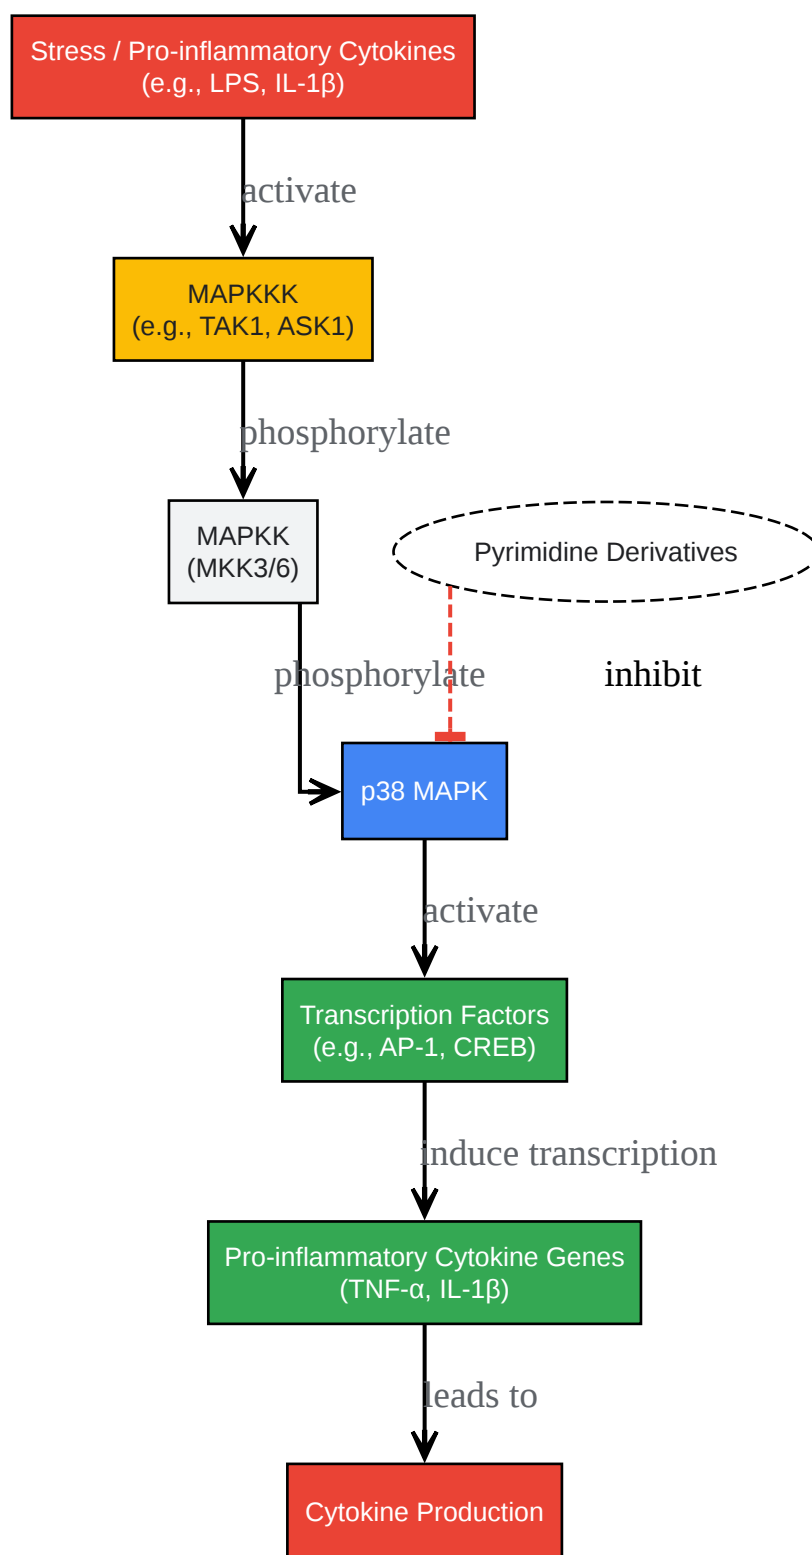 Stress / Pro-inflammatory Cytokines
(e.g., LPS, IL-1β)
activate
MAPKKK
(e.g., TAK1, ASK1)
phosphorylate
MAPKK
(MKK3/6)
Pyrimidine Derivatives
phosphorylate
inhibit
p38 MAPK
activate
Transcription Factors
(e.g., AP-1, CREB)
induce transcription
Pro-inflammatory Cytokine Genes
(TNF-α, IL-1β)
leads to
Cytokine Production